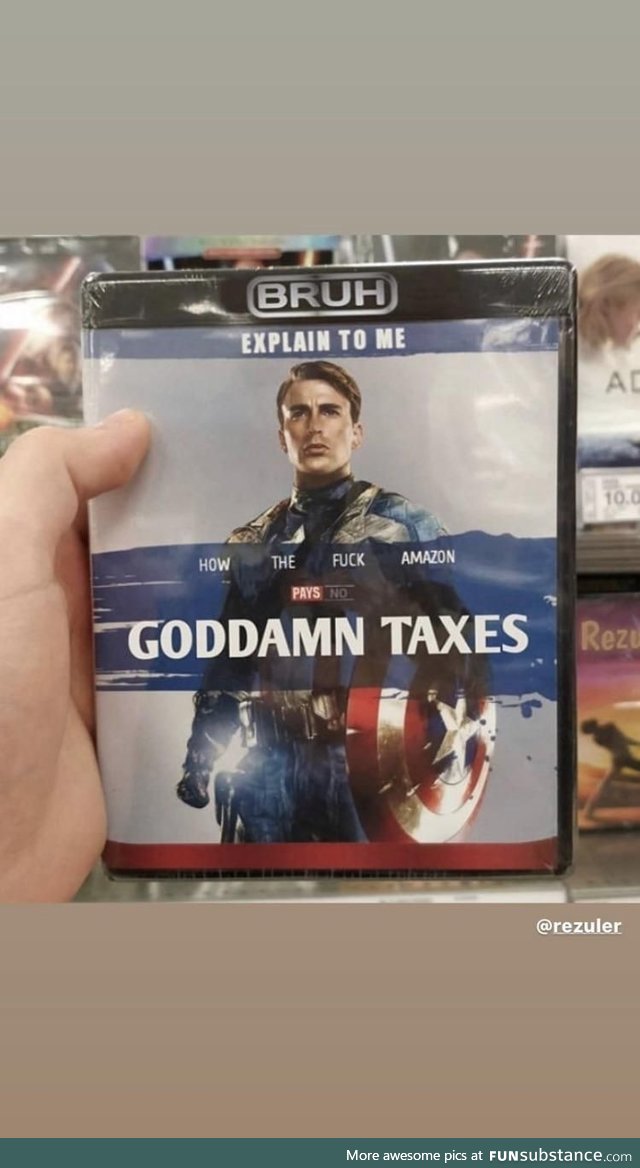 BRUH
EXPLAIN TO ME
HOW THE FUCK AMAZON
PAYS NO
GODDAMN TAXES
10.0
@rezuler
More awesome pics at FUNsubstance.com